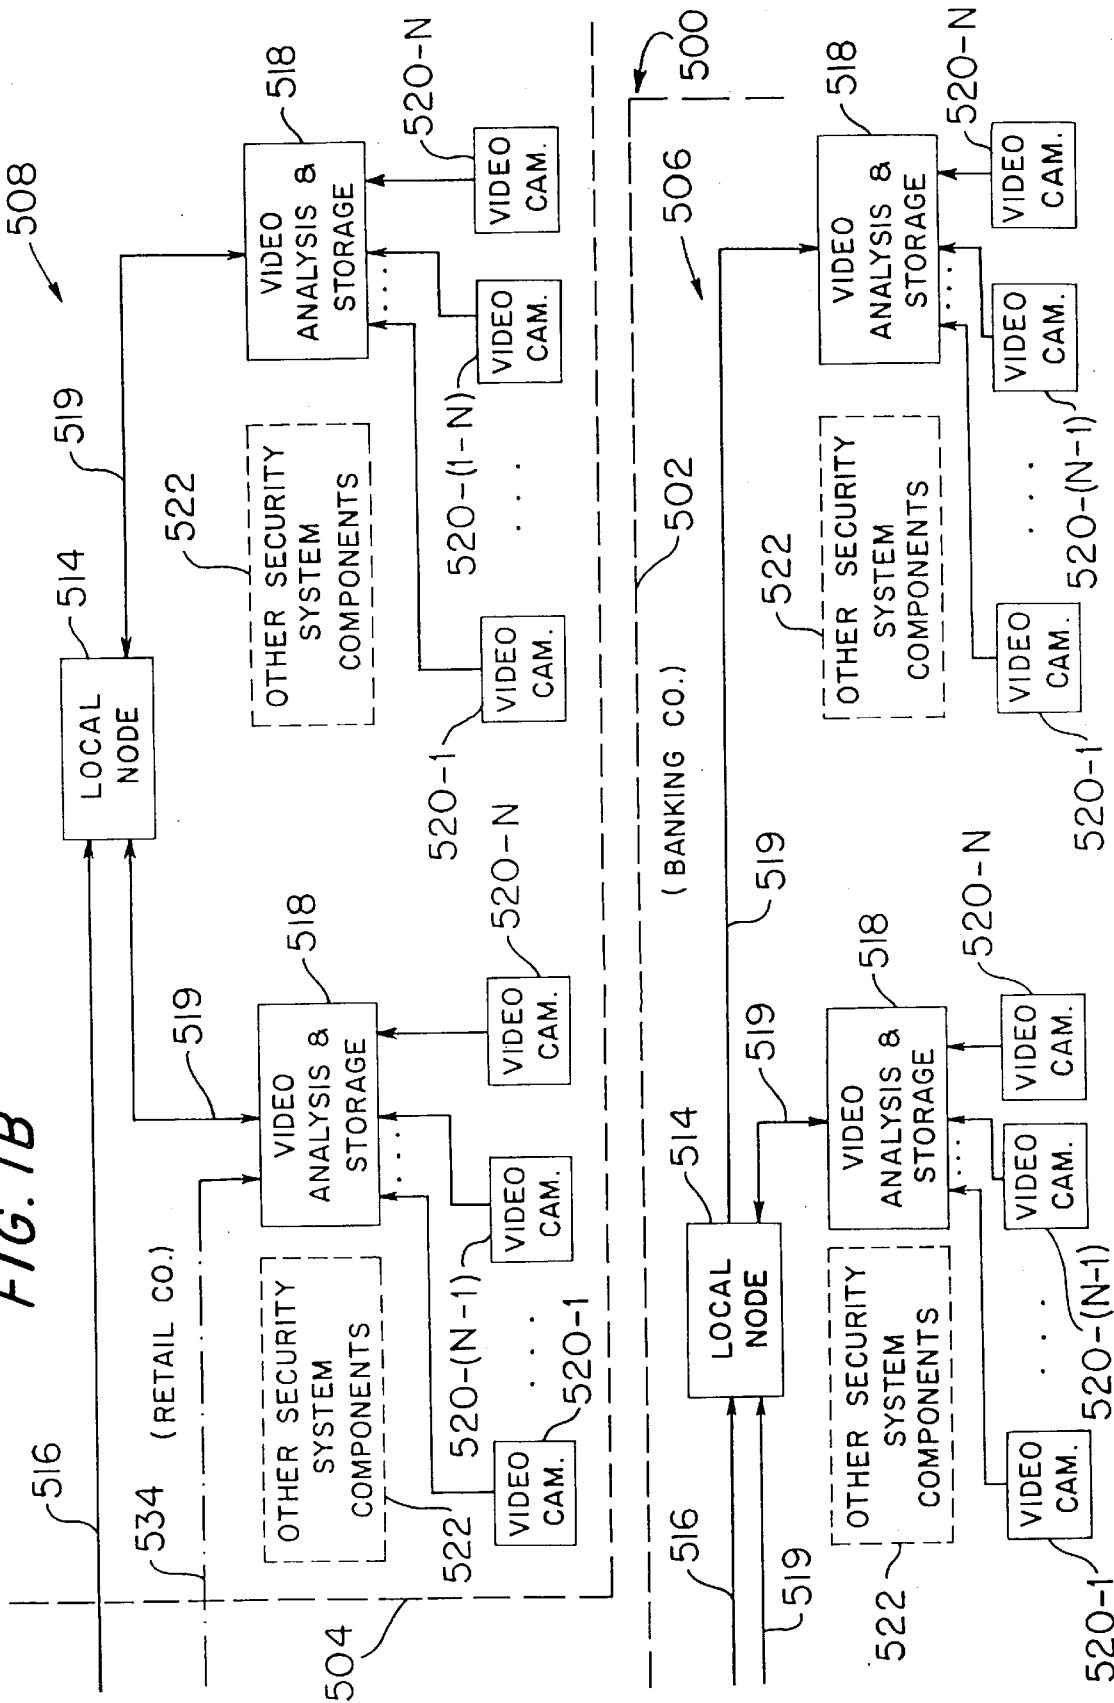 FIG. 1B
508
516
514
519
LOCAL
NODE
534
(RETAIL CO.)
519
518
VIDEO
ANALYSIS &
STORAGE
. . . .
518
VIDEO
ANALYSIS &
STORAGE
. . . .
522
OTHER SECURITY
SYSTEM
COMPONENTS
522
OTHER SECURITY
SYSTEM
COMPONENTS
504
520-(N-1)
520-N
520-1
520-(1-N)
520-N
VIDEO
CAM.
. . .
520-1
VIDEO
CAM.
VIDEO
CAM.
VIDEO
CAM.
. . .
VIDEO
CAM.
VIDEO
CAM.
500
502
(BANKING CO.)
506
516
519
LOCAL
NODE
514
519
519
518
VIDEO
ANALYSIS &
STORAGE
. . . .
518
VIDEO
ANALYSIS &
STORAGE
. . . .
522
OTHER SECURITY
SYSTEM
COMPONENTS
522
OTHER SECURITY
SYSTEM
COMPONENTS
VIDEO
CAM.
. . .
VIDEO
CAM.
VIDEO
CAM.
VIDEO
CAM.
. . .
VIDEO
CAM.
VIDEO
CAM.
520-1
520-(N-1)
520-N
520-1
520-(N-1)
520-N